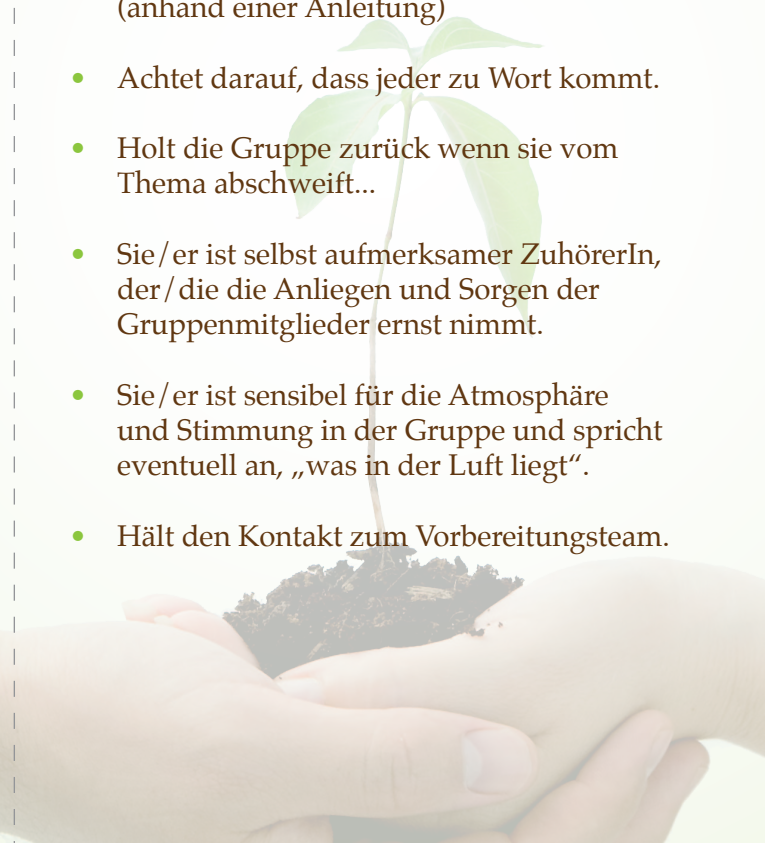 (anhand einer Anleitung)
• Achtet darauf, dass jeder zu Wort kommt.
• Holt die Gruppe zurück wenn sie vom
Thema abschweift...
• Sie/er ist selbst aufmerksamer ZuhörerIn,
der/die die Anliegen und Sorgen der
Gruppenmitglieder ernst nimmt.
• Sie/er ist sensibel für die Atmosphäre
und Stimmung in der Gruppe und spricht
eventuell an, „was in der Luft liegt“.
• Hält den Kontakt zum Vorbereitungsteam.